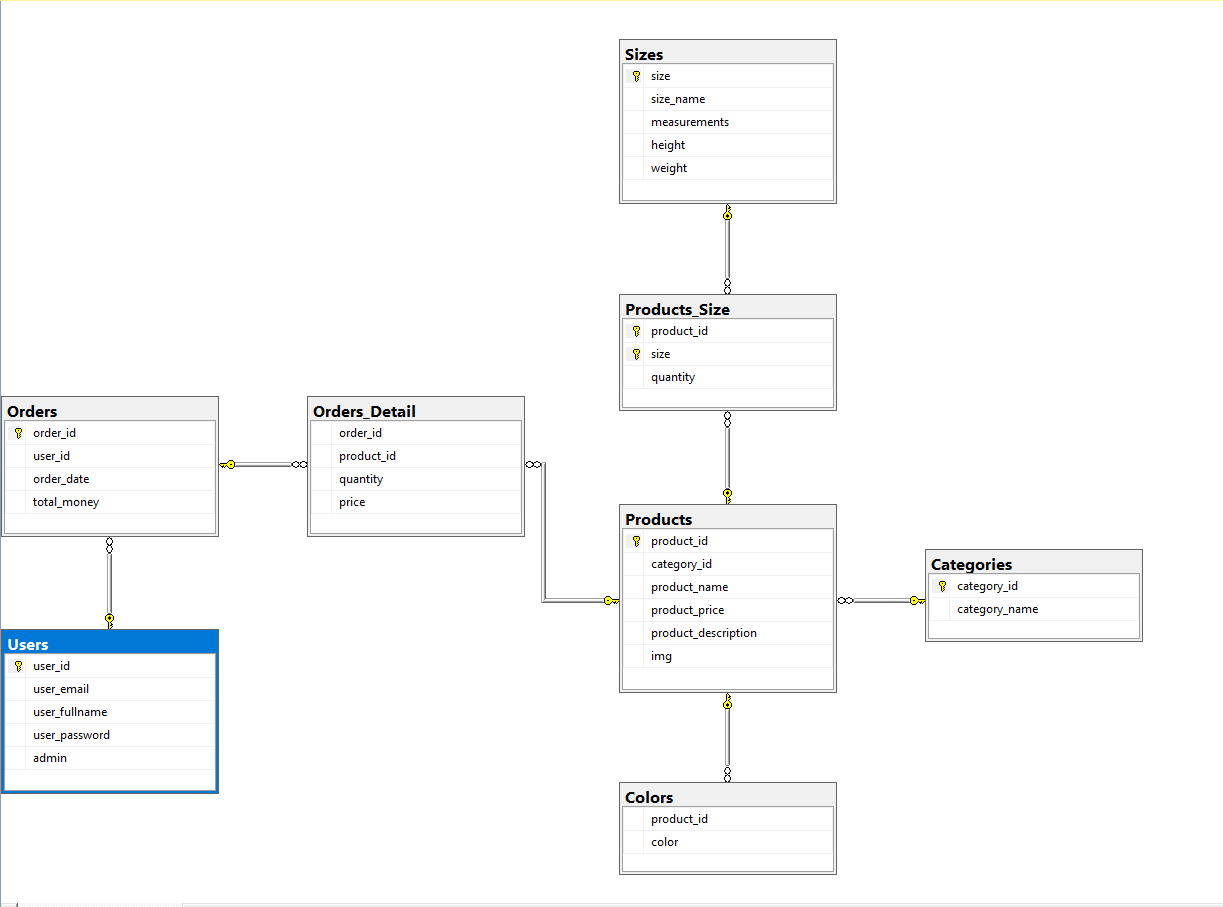 Sizes
size
size_name
measurements
height
weight
Products_Size
product_id
size
quantity
Orders
order_id
user_id
order_date
total_money
Orders_Detail
order_id
product_id
quantity
price
Products
product_id
category_id
product_name
product_price
product_description
img
Categories
category_id
category_name
Users
user_id
user_email
user_fullname
user_password
admin
Colors
product_id
color